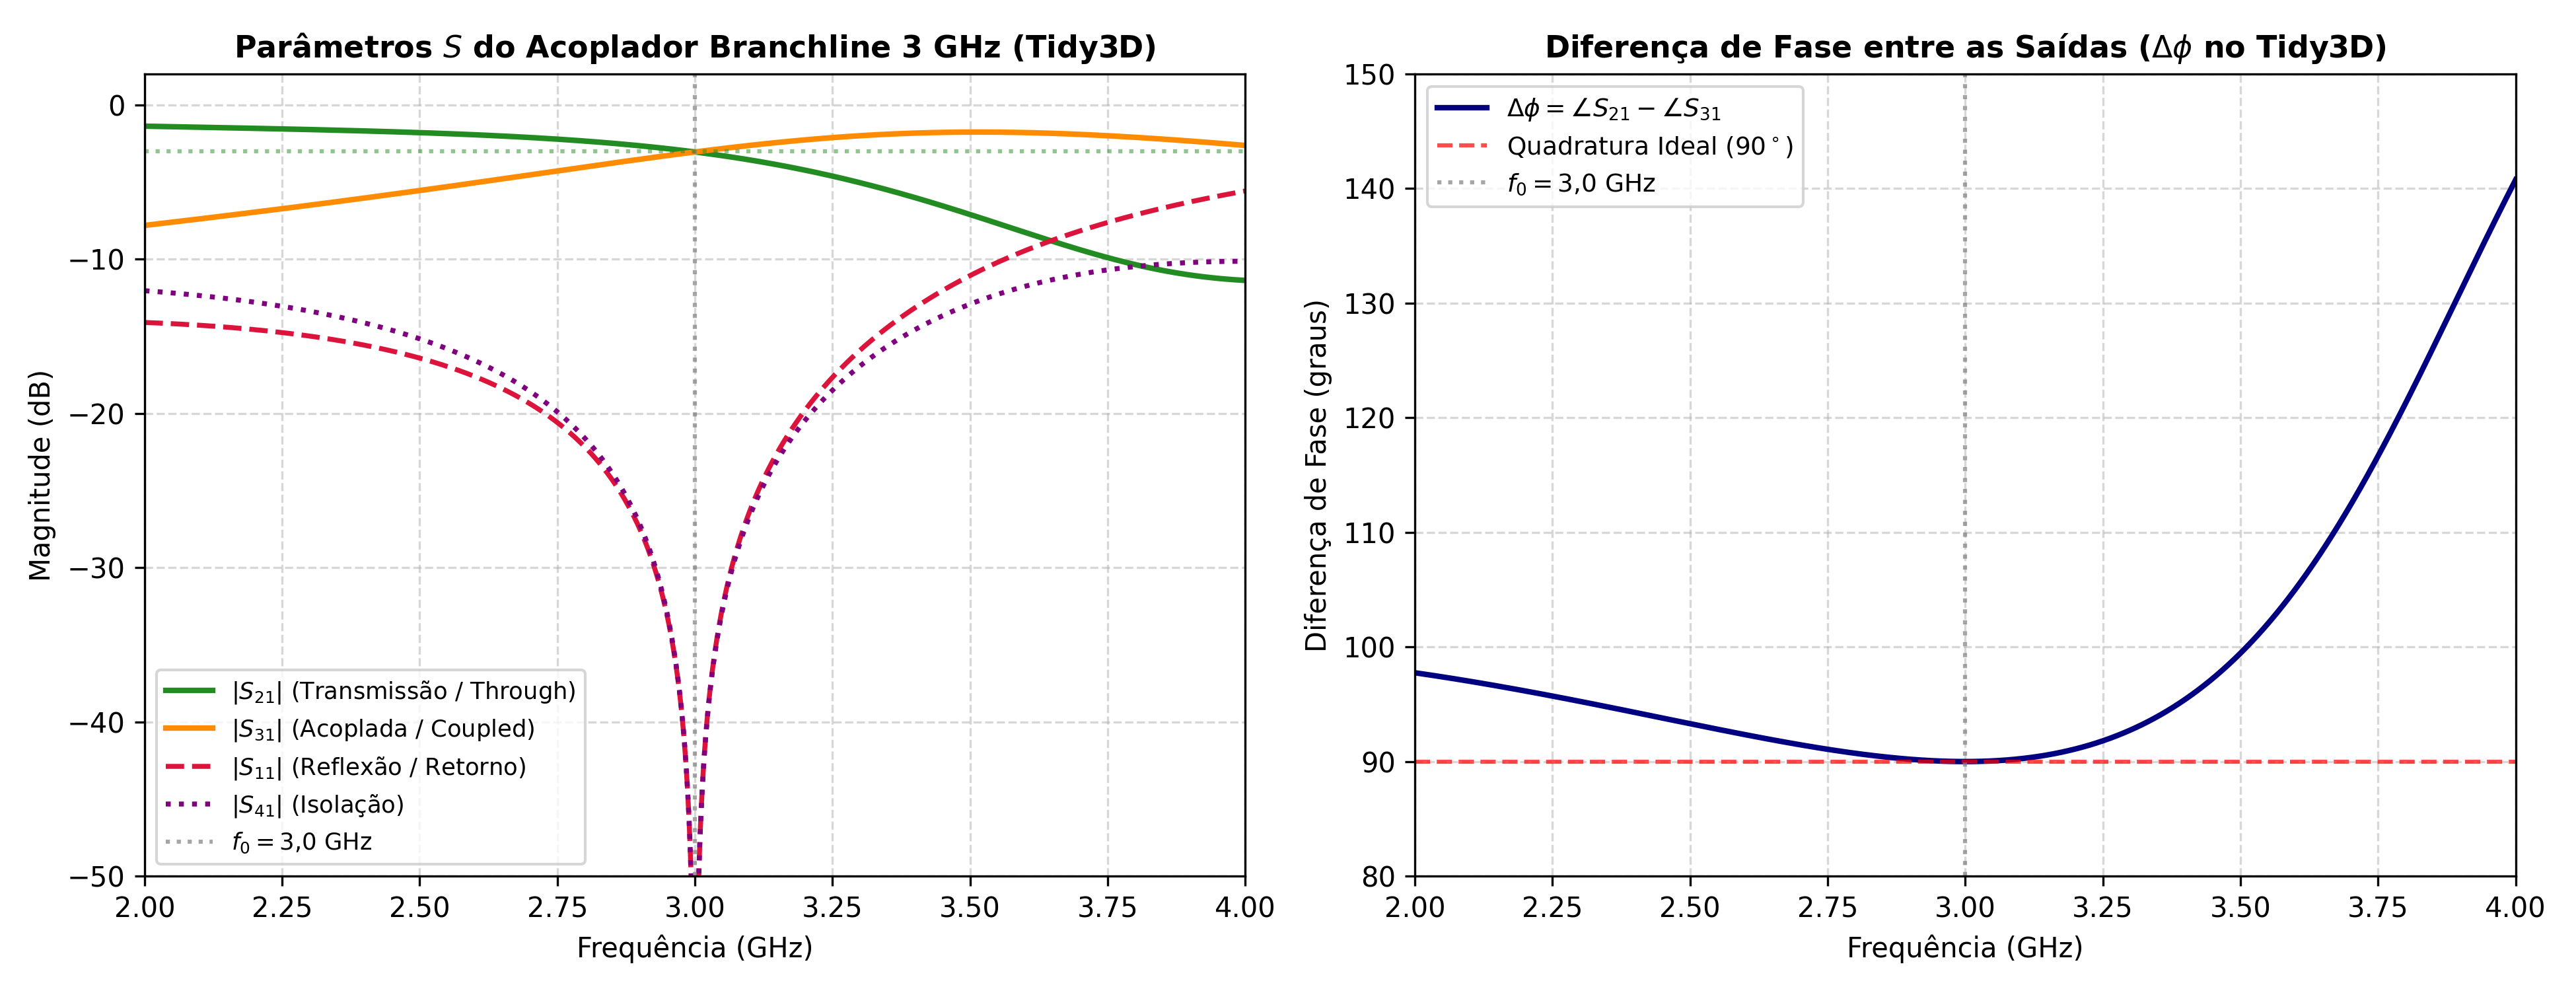 Parâmetros S do Acoplador Branchline 3 GHz (Tidy3D)
Magnitude (dB)
0
−10
−20
−30
−40
−50
|S21| (Transmissão / Through)
|S31| (Acoplada / Coupled)
|S11| (Reflexão / Retorno)
|S41| (Isolação)
f0 = 3,0 GHz
2.00 2.25 2.50 2.75 3.00 3.25 3.50 3.75 4.00
Frequência (GHz)
Diferença de Fase entre as Saídas (Δϕ no Tidy3D)
Diferença de Fase (graus)
150
140
130
120
110
100
90
80
Δϕ = ∠S21 − ∠S31
Quadratura Ideal (90°)
f0 = 3,0 GHz
2.00 2.25 2.50 2.75 3.00 3.25 3.50 3.75 4.00
Frequência (GHz)